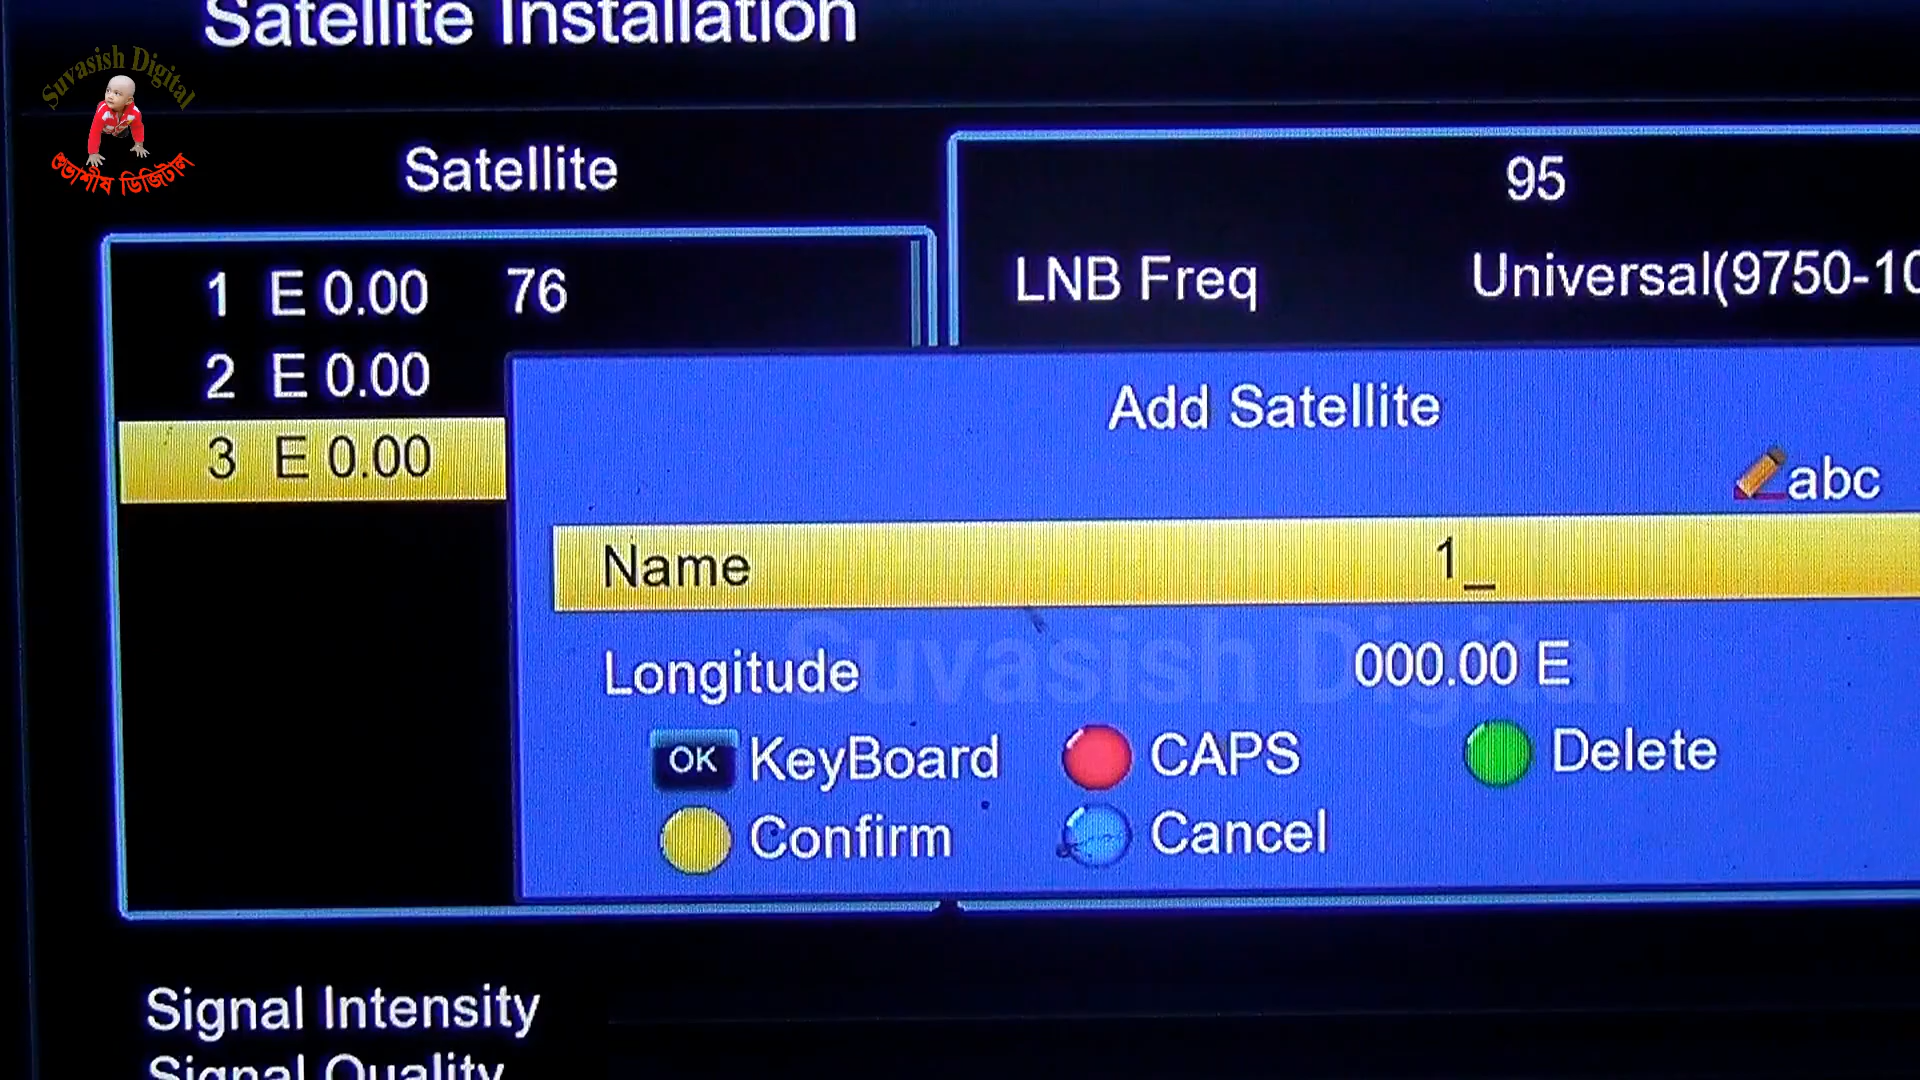 Satellite Installation
Suvasish Digital
শুভাশীষ ডিজিটাল
Satellite
95
1 E 0.00 76
LNB Freq Universal(9750-10
2 E 0.00
3 E 0.00
Add Satellite
abc
Name 1_
Longitude 000.00 E
Suvasish Digital
OK KeyBoard CAPS Delete
Confirm Cancel
Signal Intensity
Signal Quality